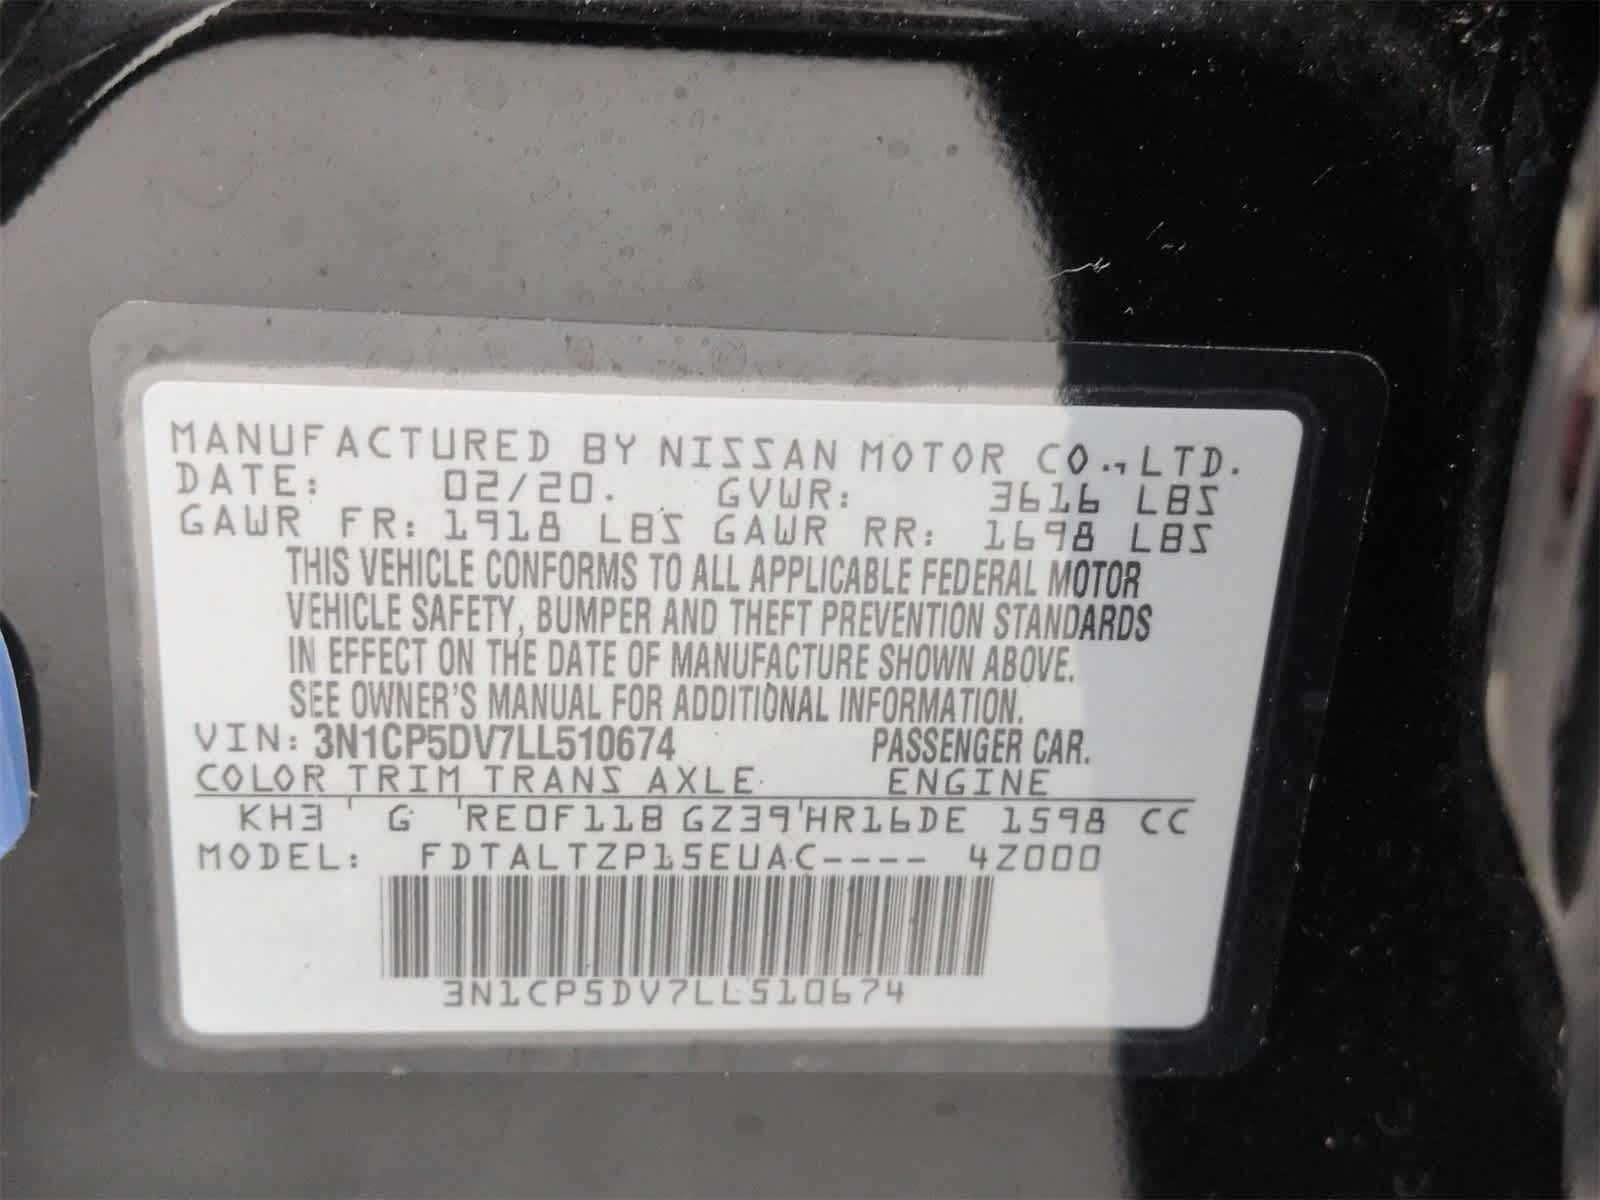 MANUFACTURED BY NISSAN MOTOR CO., LTD.
DATE: 02/20. GVWR: 3616 LBS
GAWR FR: 1918 LBS GAWR RR: 1698 LBS
THIS VEHICLE CONFORMS TO ALL APPLICABLE FEDERAL MOTOR
VEHICLE SAFETY, BUMPER AND THEFT PREVENTION STANDARDS
IN EFFECT ON THE DATE OF MANUFACTURE SHOWN ABOVE.
SEE OWNER'S MANUAL FOR ADDITIONAL INFORMATION.
VIN: 3N1CP5DV7LL510674 PASSENGER CAR.
COLOR TRIM TRANS AXLE ENGINE
KH3 ' G 'RE0F11B GZ39'HR16DE 1598 CC
MODEL: FDTALTZP15EUAC---- 4Z000
3N1CP5DV7LL510674